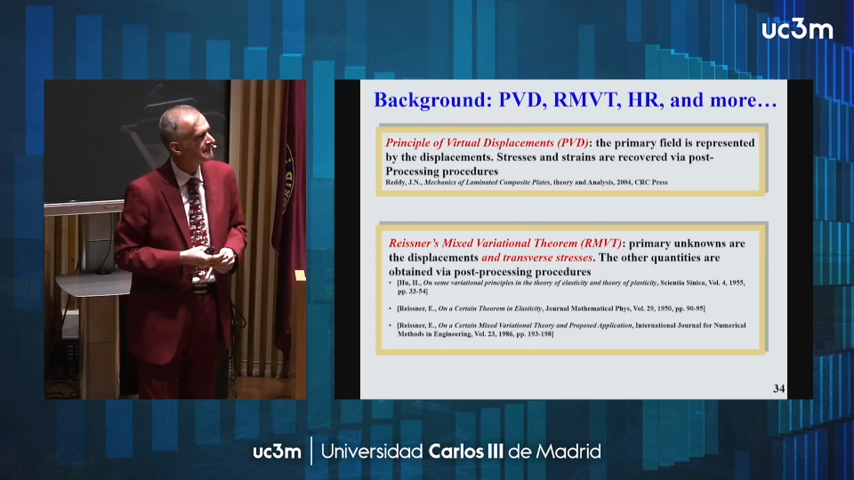 uc3m
Background: PVD, RMVT, HR, and more…
Principle of Virtual Displacements (PVD): the primary field is represented
by the displacements. Stresses and strains are recovered via post-
Processing procedures
Reddy, J.N., Mechanics of Laminated Composite Plates, theory and Analysis, 2004, CRC Press
Reissner's Mixed Variational Theorem (RMVT): primary unknowns are
the displacements and transverse stresses. The other quantities are
obtained via post-processing procedures
• [Hu, H., On some variational principles in the theory of elasticity and theory of plasticity, Scientia Sinica, Vol. 4, 1955,
pp. 33-54]
• [Reissner, E., On a Certain Theorem in Elasticity, Journal Mathematical Phys, Vol. 29, 1950, pp. 90-95]
• [Reissner, E., On a Certain Mixed Variational Theory and Proposed Application, International Journal for Numerical
Methods in Engineering, Vol. 23, 1986, pp. 193-198]
34
uc3m | Universidad Carlos III de Madrid